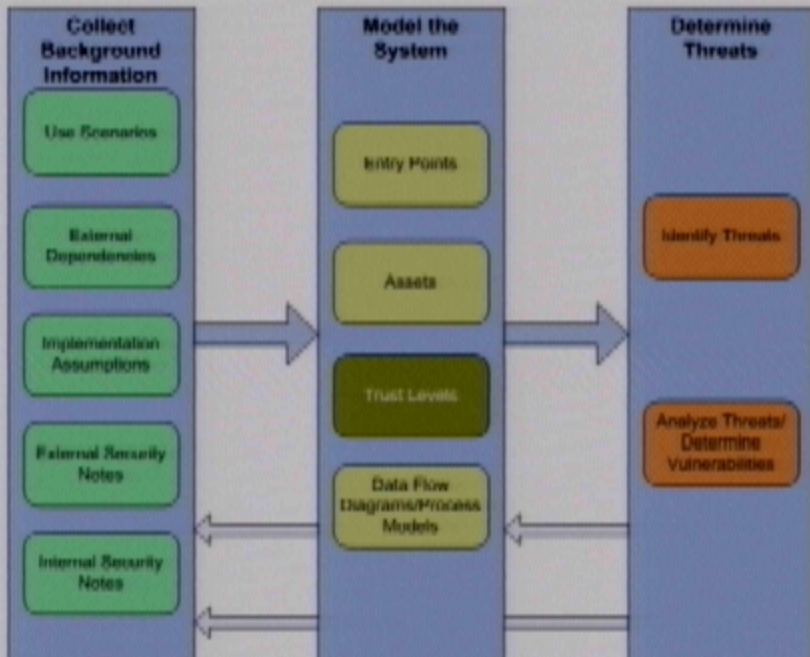 Collect
Background
Information
Use Scenarios
External
Dependencies
Implementation
Assumptions
External Security
Notes
Internal Security
Notes
Model the
System
Entry Points
Assets
Trust Levels
Data Flow
Diagrams/Process
Models
Determine
Threats
Identify Threats
Analyze Threats/
Determine
Vulnerabilities